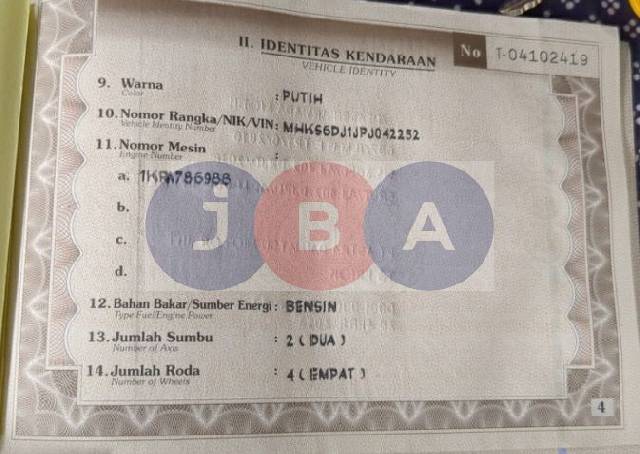 II. IDENTITAS KENDARAAN
VEHICLE IDENTITY
No T-04102419
9. Warna : PUTIH
Color
10. Nomor Rangka/NIK/VIN: MHKS6DJ1JPJ042252
Vehicle Identity Number
11. Nomor Mesin :
Engine Number
a. 1KRA786988
b.
c.
d.
JBA
12. Bahan Bakar/Sumber Energi : BENSIN
Type Fuel/Engine Power
13. Jumlah Sumbu : 2 (DUA)
Number of Axis
14. Jumlah Roda : 4 (EMPAT)
Number of Wheels
4